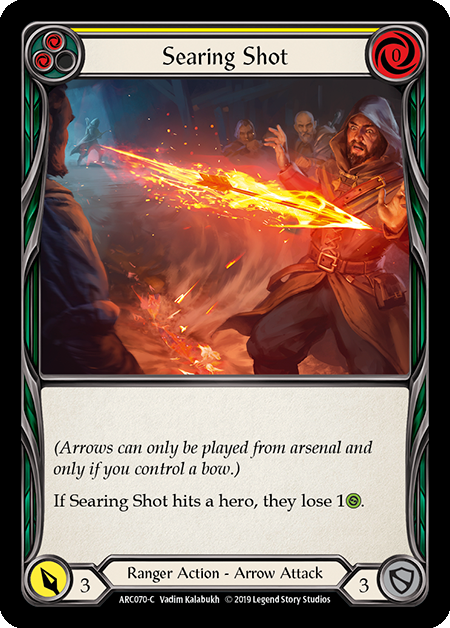 Searing Shot
0
(Arrows can only be played from arsenal and
only if you control a bow.)
If Searing Shot hits a hero, they lose 1.
3
Ranger Action - Arrow Attack
3
ARC070-C Vadim Kalabukh © 2019 Legend Story Studios